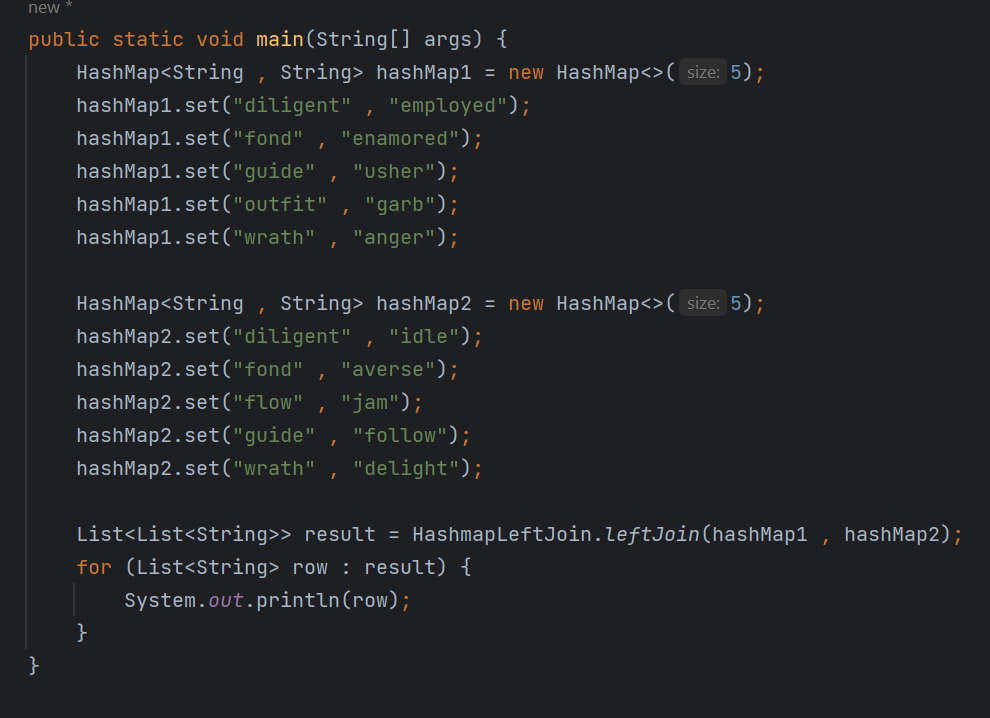 new *
public static void main(String[] args) {
    HashMap<String , String> hashMap1 = new HashMap<>( size: 5);
    hashMap1.set("diligent" , "employed");
    hashMap1.set("fond" , "enamored");
    hashMap1.set("guide" , "usher");
    hashMap1.set("outfit" , "garb");
    hashMap1.set("wrath" , "anger");

    HashMap<String , String> hashMap2 = new HashMap<>( size: 5);
    hashMap2.set("diligent" , "idle");
    hashMap2.set("fond" , "averse");
    hashMap2.set("flow" , "jam");
    hashMap2.set("guide" , "follow");
    hashMap2.set("wrath" , "delight");

    List<List<String>> result = HashmapLeftJoin.leftJoin(hashMap1 , hashMap2);
    for (List<String> row : result) {
        System.out.println(row);
    }
}